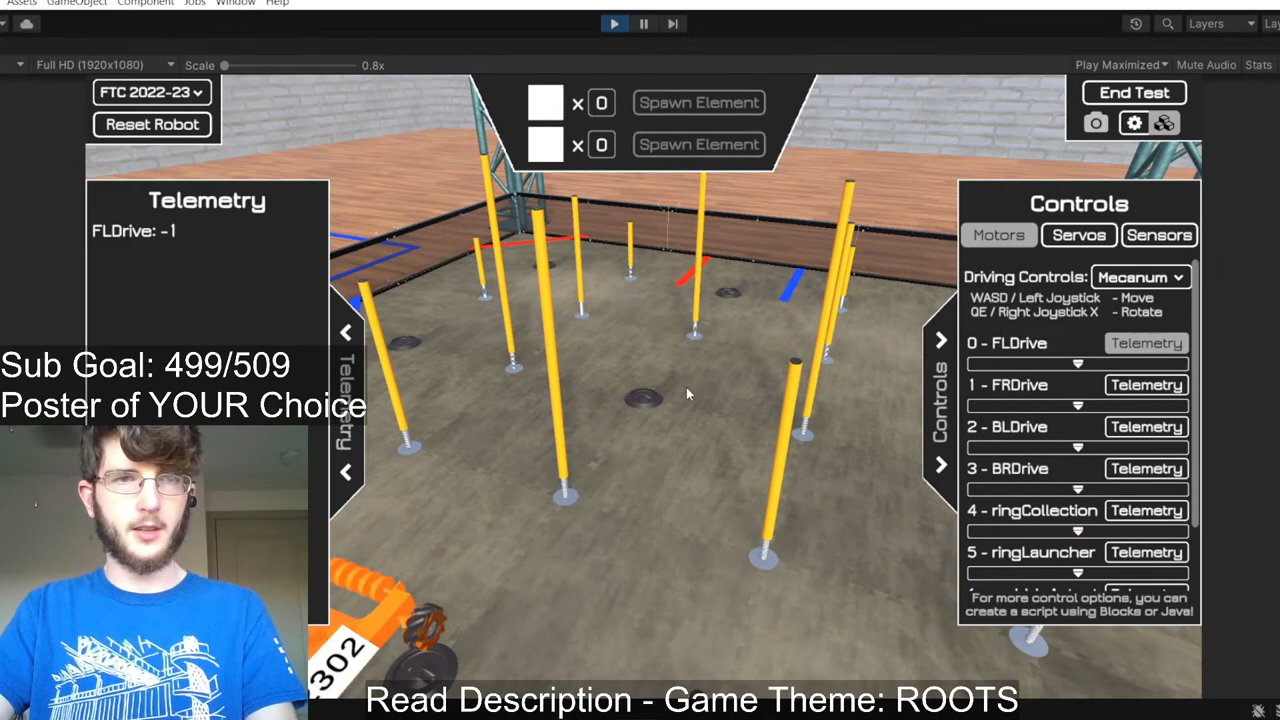 Assets GameObject Component Jobs Window Help
Full HD (1920x1080) Scale 0.8x Play Maximized Mute Audio Stats
Layers
FTC 2022-23
Reset Robot
x 0 Spawn Element
x 0 Spawn Element
End Test
Telemetry
FLDrive: -1
Telemetry
Controls
Controls
Motors Servos Sensors
Driving Controls: Mecanum
WASD / Left Joystick - Move
QE / Right Joystick X - Rotate
0 - FLDrive Telemetry
1 - FRDrive Telemetry
2 - BLDrive Telemetry
3 - BRDrive Telemetry
4 - ringCollection Telemetry
5 - ringLauncher Telemetry
For more control options, you can
create a script using Blocks or Java!
Sub Goal: 499/509
Poster of YOUR Choice
302
Read Description - Game Theme: ROOTS